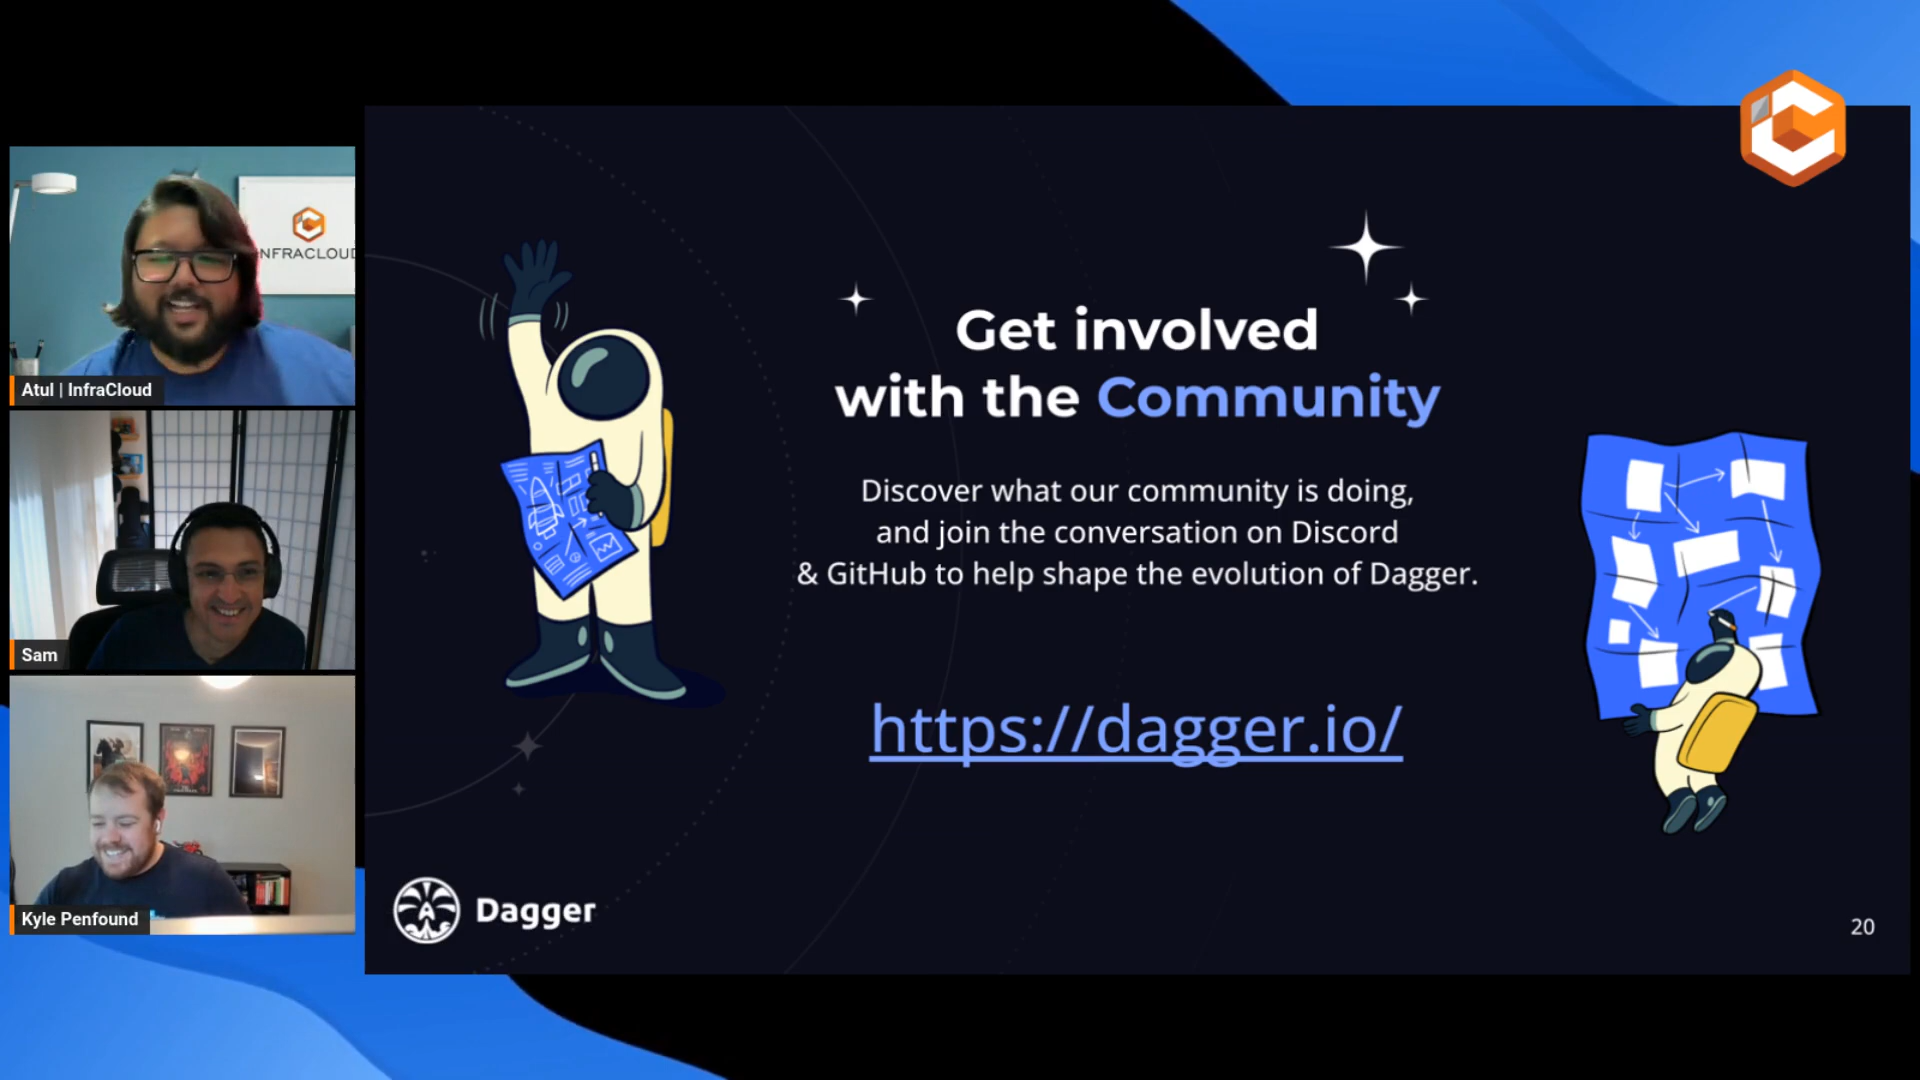 NFRACLOUD
Atul | InfraCloud
Sam
Kyle Penfound
Get involved
with the Community
Discover what our community is doing,
and join the conversation on Discord
& GitHub to help shape the evolution of Dagger.
https://dagger.io/
Dagger
20